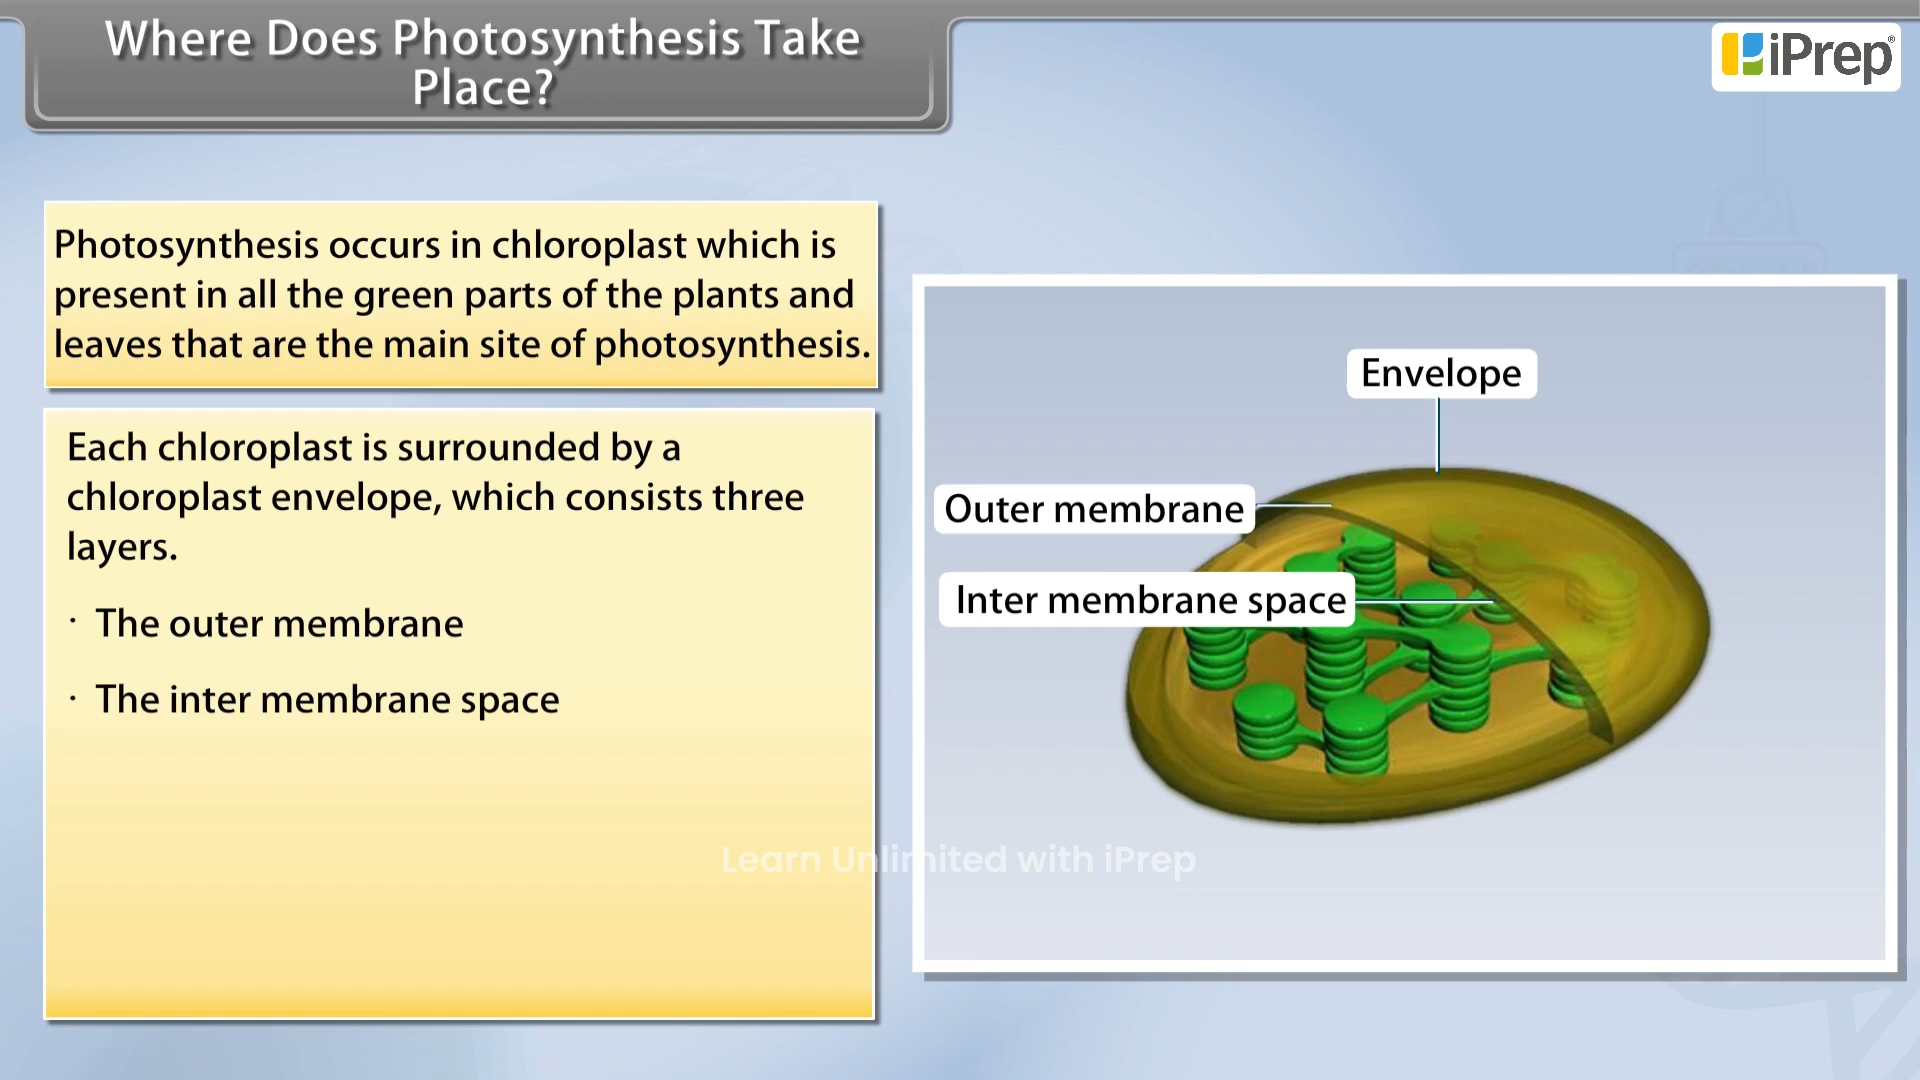 Where Does Photosynthesis Take
Place?
iPrep®
Photosynthesis occurs in chloroplast which is
present in all the green parts of the plants and
leaves that are the main site of photosynthesis.
Each chloroplast is surrounded by a
chloroplast envelope, which consists three
layers.
· The outer membrane
· The inter membrane space
Envelope
Outer membrane
Inter membrane space
Learn Unlimited with iPrep